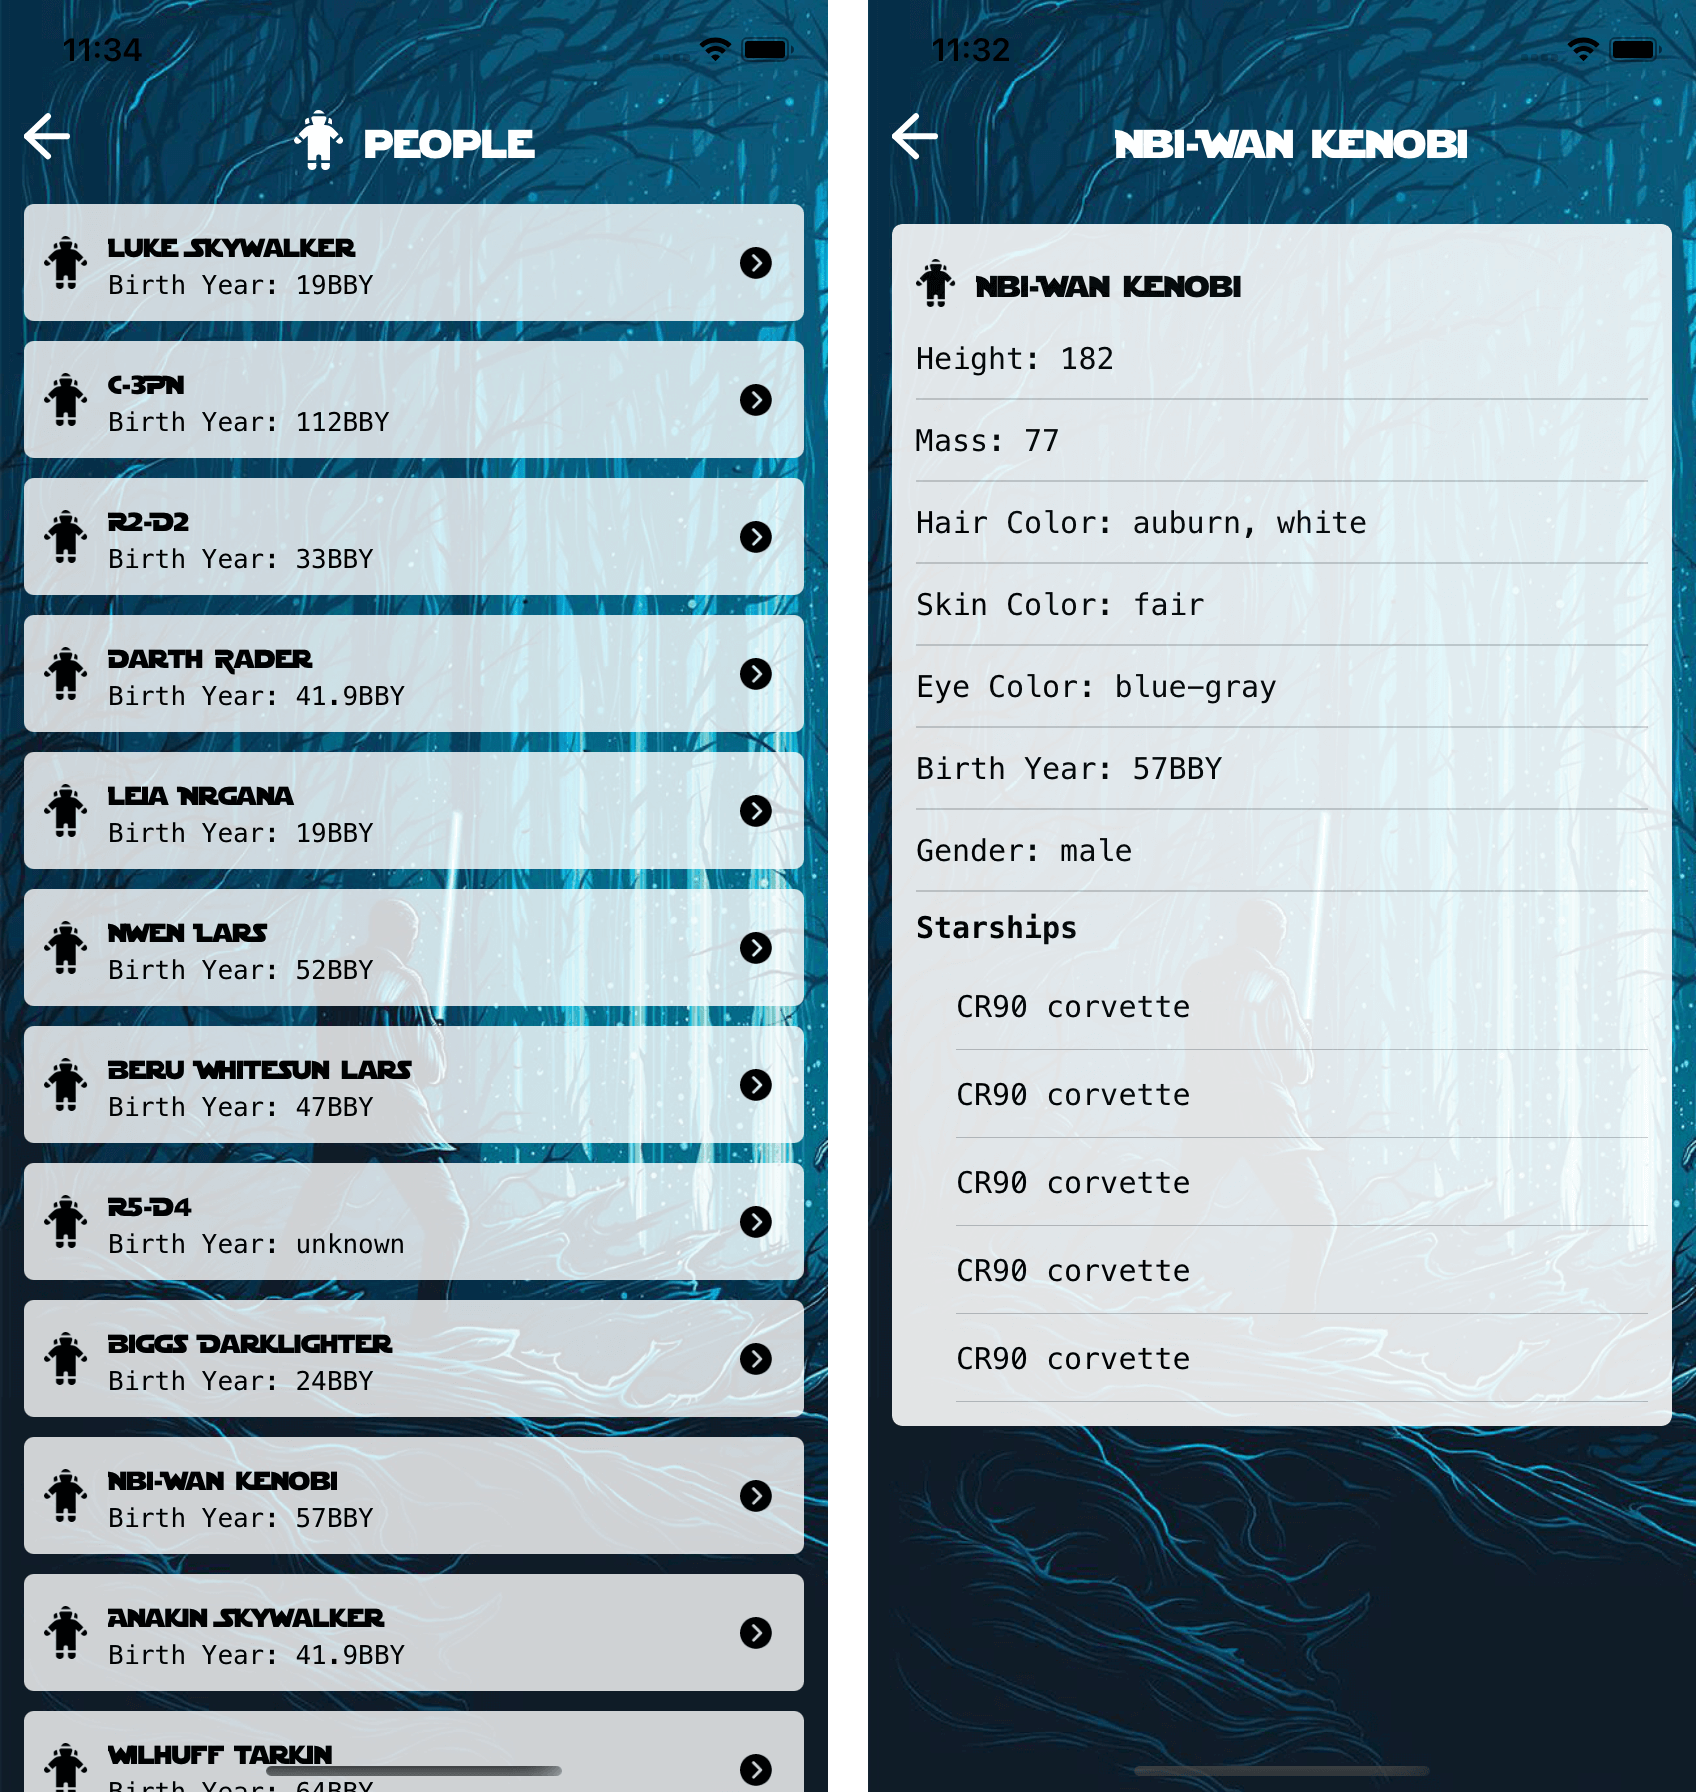 11:34
PEOPLE
LUKE SKYWALKER
Birth Year: 19BBY
C-3PN
Birth Year: 112BBY
R2-D2
Birth Year: 33BBY
DARTH RADER
Birth Year: 41.9BBY
LEIA NRGANA
Birth Year: 19BBY
NWEN LARS
Birth Year: 52BBY
BERU WHITESUN LARS
Birth Year: 47BBY
R5-D4
Birth Year: unknown
BIGGS DARKLIGHTER
Birth Year: 24BBY
NBI-WAN KENOBI
Birth Year: 57BBY
ANAKIN SKYWALKER
Birth Year: 41.9BBY
WILHUFF TARKIN
Birth Year: 64BBY
11:32
NBI-WAN KENOBI
NBI-WAN KENOBI
Height: 182
Mass: 77
Hair Color: auburn, white
Skin Color: fair
Eye Color: blue-gray
Birth Year: 57BBY
Gender: male
Starships
CR90 corvette
CR90 corvette
CR90 corvette
CR90 corvette
CR90 corvette